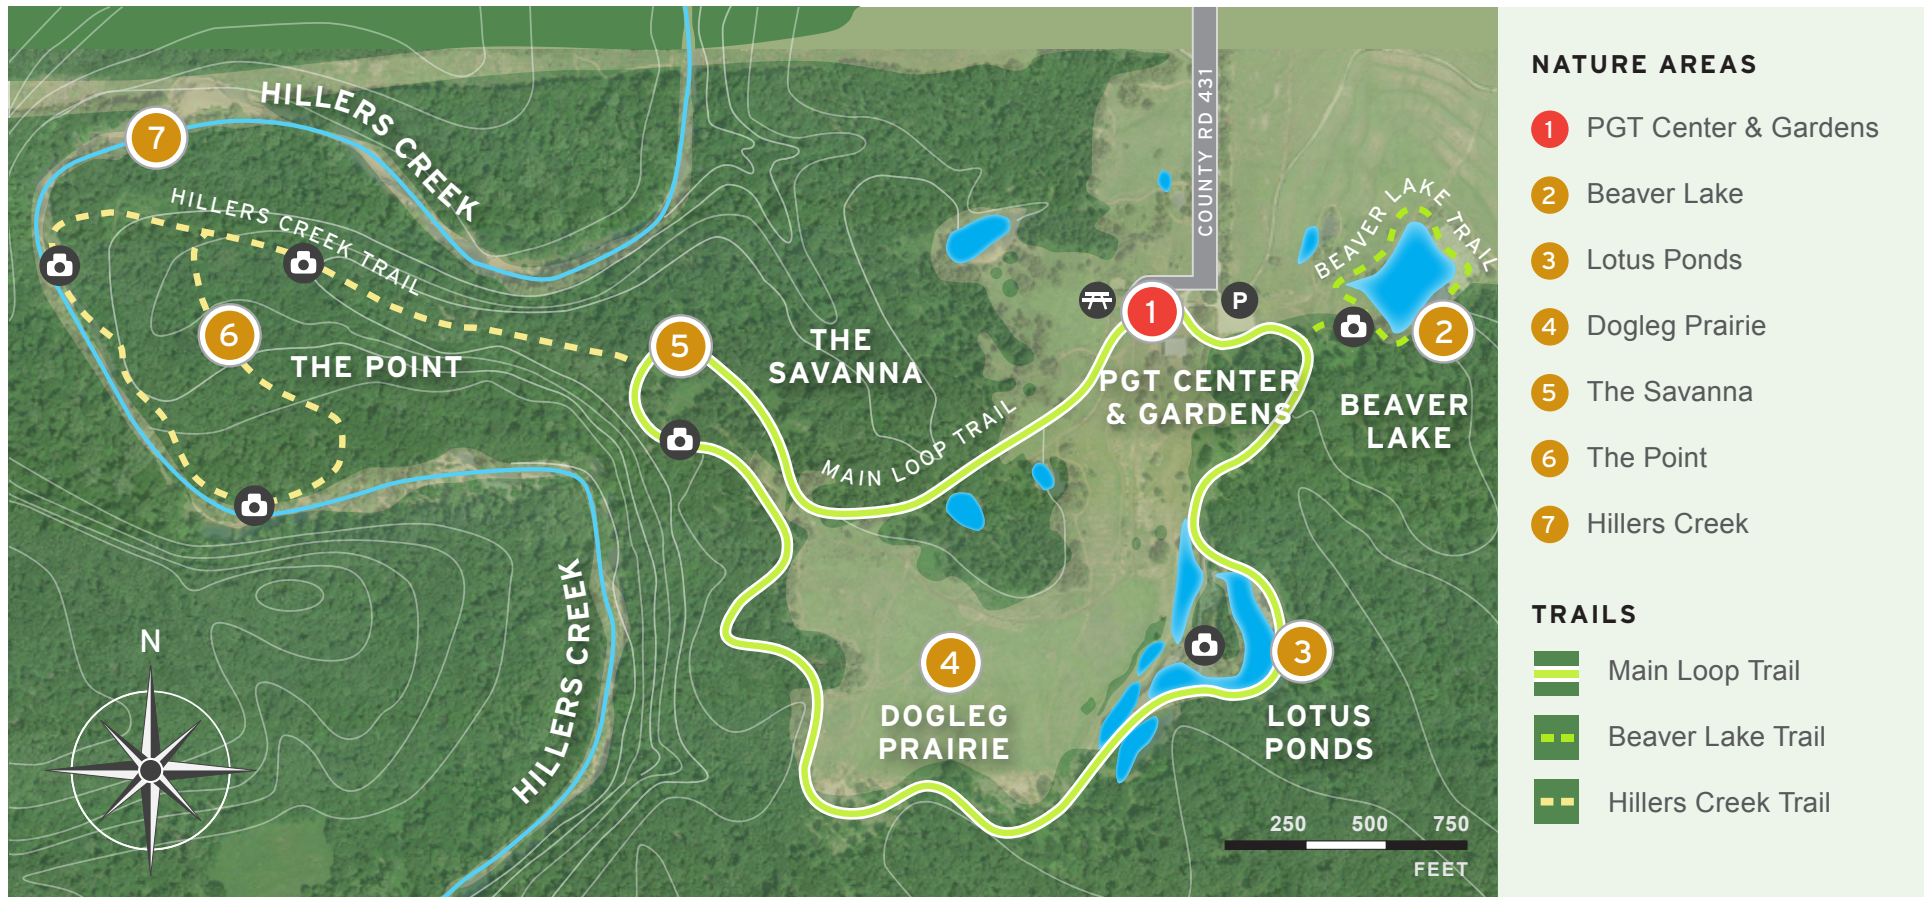 HILLERS CREEK
7
HILLERS CREEK TRAIL
COUNTY RD 431
BEAVER LAKE TRAIL
1
P
2
6
5
THE POINT
THE
SAVANNA
PGT CENTER
& GARDENS
BEAVER
LAKE
MAIN LOOP TRAIL
HILLERS CREEK
N
4
3
DOGLEG
PRAIRIE
LOTUS
PONDS
250 500 750
FEET
NATURE AREAS
1 PGT Center & Gardens
2 Beaver Lake
3 Lotus Ponds
4 Dogleg Prairie
5 The Savanna
6 The Point
7 Hillers Creek
TRAILS
Main Loop Trail
Beaver Lake Trail
Hillers Creek Trail